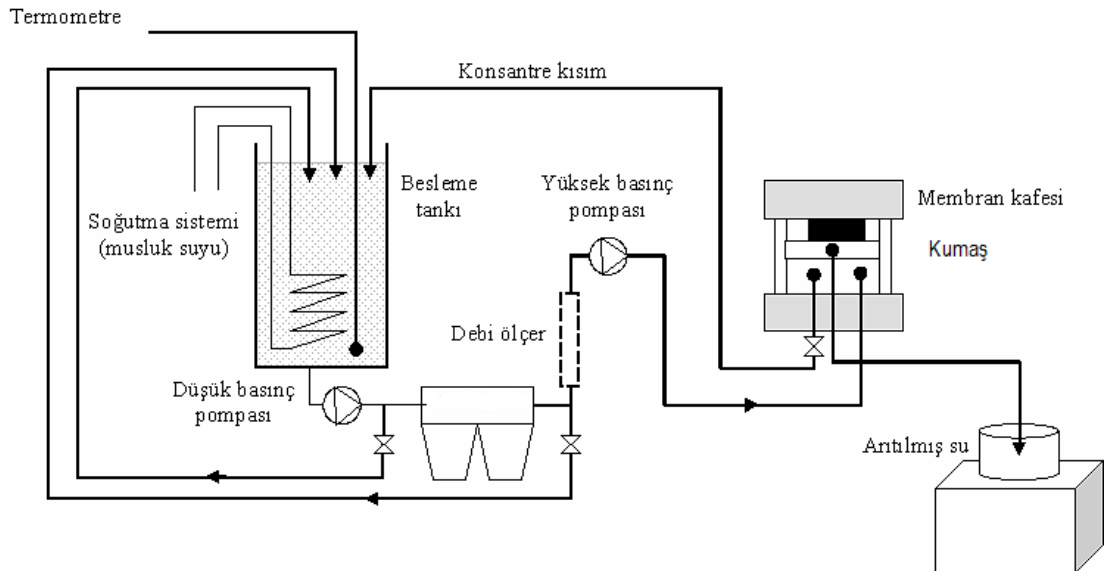 Termometre
Konsantre kısım
Besleme
tankı
Yüksek basınç
pompası
Membran kafesi
Soğutma sistemi
(musluk suyu)
Kumaş
Debi ölçer
Düşük basınç
pompası
Arıtılmış su